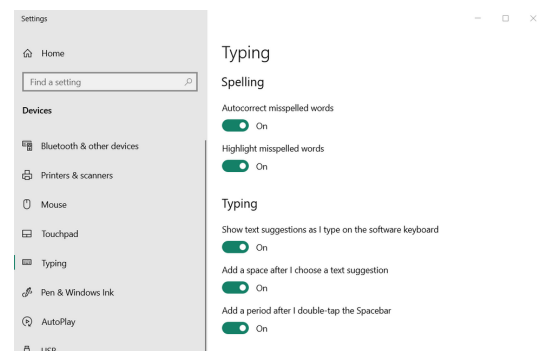 Settings
Home
Find a setting
Devices
Bluetooth & other devices
Printers & scanners
Mouse
Touchpad
Typing
Pen & Windows Ink
AutoPlay
USB
Typing
Spelling
Autocorrect misspelled words
On
Highlight misspelled words
On
Typing
Show text suggestions as I type on the software keyboard
On
Add a space after I choose a text suggestion
On
Add a period after I double-tap the Spacebar
On